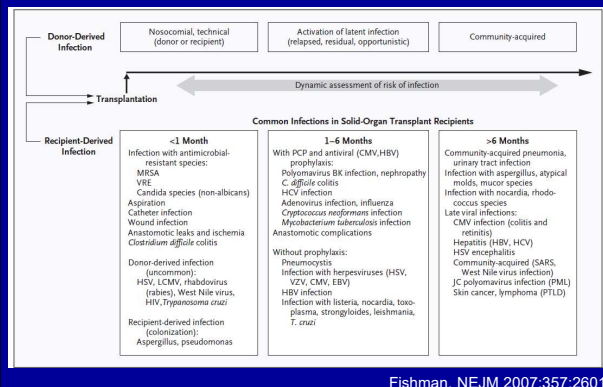 Donor-Derived
Infection
Nosocomial, technical
(donor or recipient)
Activation of latent infection
(relapsed, residual, opportunistic)
Community-acquired
Dynamic assessment of risk of infection
Transplantation
Common Infections in Solid-Organ Transplant Recipients
Recipient-Derived
Infection
<1 Month
Infection with antimicrobial-
resistant species:
MRSA
VRE
Candida species (non-albicans)
Aspiration
Catheter infection
Wound infection
Anastomotic leaks and ischemia
Clostridium difficile colitis
Donor-derived infection
(uncommon):
HSV, LCMV, rhabdovirus
(rabies), West Nile virus,
HIV, Trypanosoma cruzi
Recipient-derived infection
(colonization):
Aspergillus, pseudomonas
1–6 Months
With PCP and antiviral (CMV,HBV)
prophylaxis:
Polyomavirus BK infection, nephropathy
C. difficile colitis
HCV infection
Adenovirus infection, influenza
Cryptococcus neoformans infection
Mycobacterium tuberculosis infection
Anastomotic complications
Without prophylaxis:
Pneumocystis
Infection with herpesviruses (HSV,
VZV, CMV, EBV)
HBV infection
Infection with listeria, nocardia, toxo-
plasma, strongyloides, leishmania,
T. cruzi
>6 Months
Community-acquired pneumonia,
urinary tract infection
Infection with aspergillus, atypical
molds, mucor species
Infection with nocardia, rhodo-
coccus species
Late viral infections:
CMV infection (colitis and
retinitis)
Hepatitis (HBV, HCV)
HSV encephalitis
Community-acquired (SARS,
West Nile virus infection)
JC polyomavirus infection (PML)
Skin cancer, lymphoma (PTLD)
Fishman, NEJM 2007;357:2601